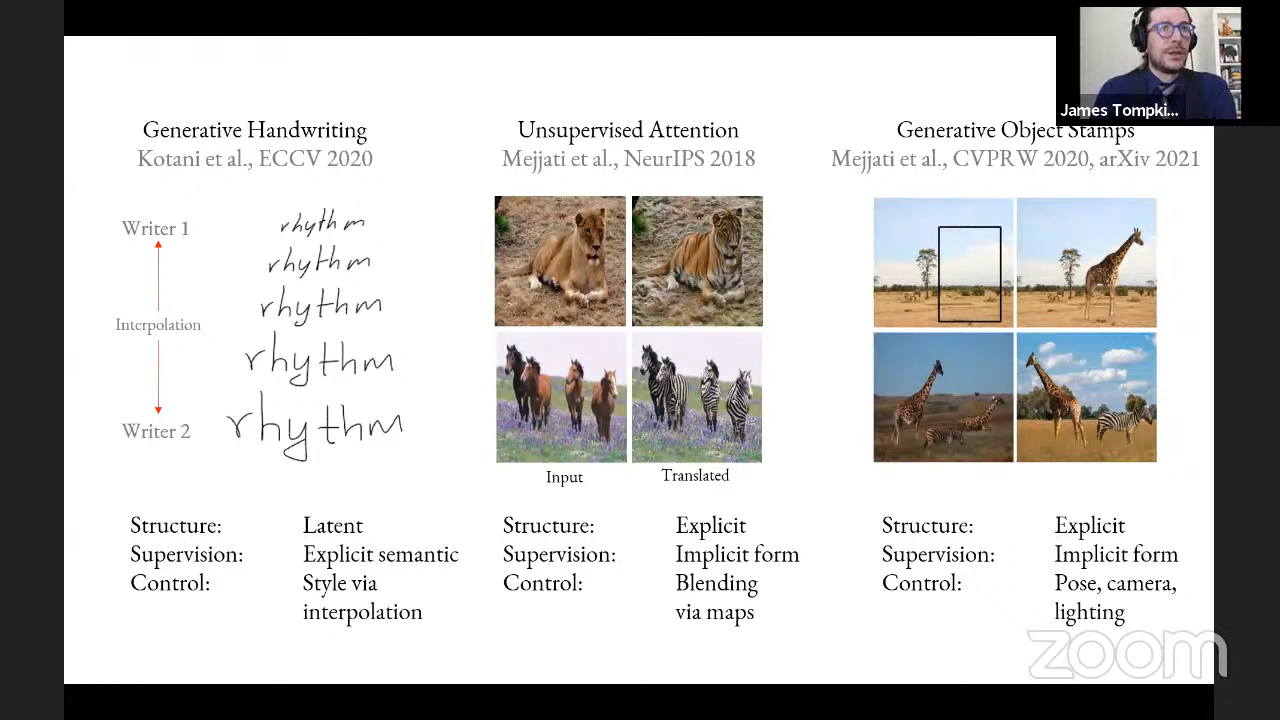 James Tompki...
Generative Handwriting
Kotani et al., ECCV 2020
Writer 1
Interpolation
Writer 2
rhythm
rhythm
rhythm
rhythm
rhythm
Structure: Latent
Supervision: Explicit semantic
Control: Style via
interpolation
Unsupervised Attention
Mejjati et al., NeurIPS 2018
Input Translated
Structure: Explicit
Supervision: Implicit form
Control: Blending
via maps
Generative Object Stamps
Mejjati et al., CVPRW 2020, arXiv 2021
Structure: Explicit
Supervision: Implicit form
Control: Pose, camera,
lighting
zoom